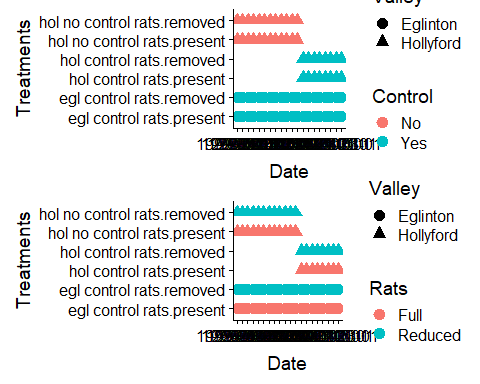 Valley
Eglinton
Hollyford
Control
No
Yes
Treatments
hol no control rats.removed
hol no control rats.present
hol control rats.removed
hol control rats.present
egl control rats.removed
egl control rats.present
Date
Valley
Eglinton
Hollyford
Rats
Full
Reduced
Treatments
hol no control rats.removed
hol no control rats.present
hol control rats.removed
hol control rats.present
egl control rats.removed
egl control rats.present
Date